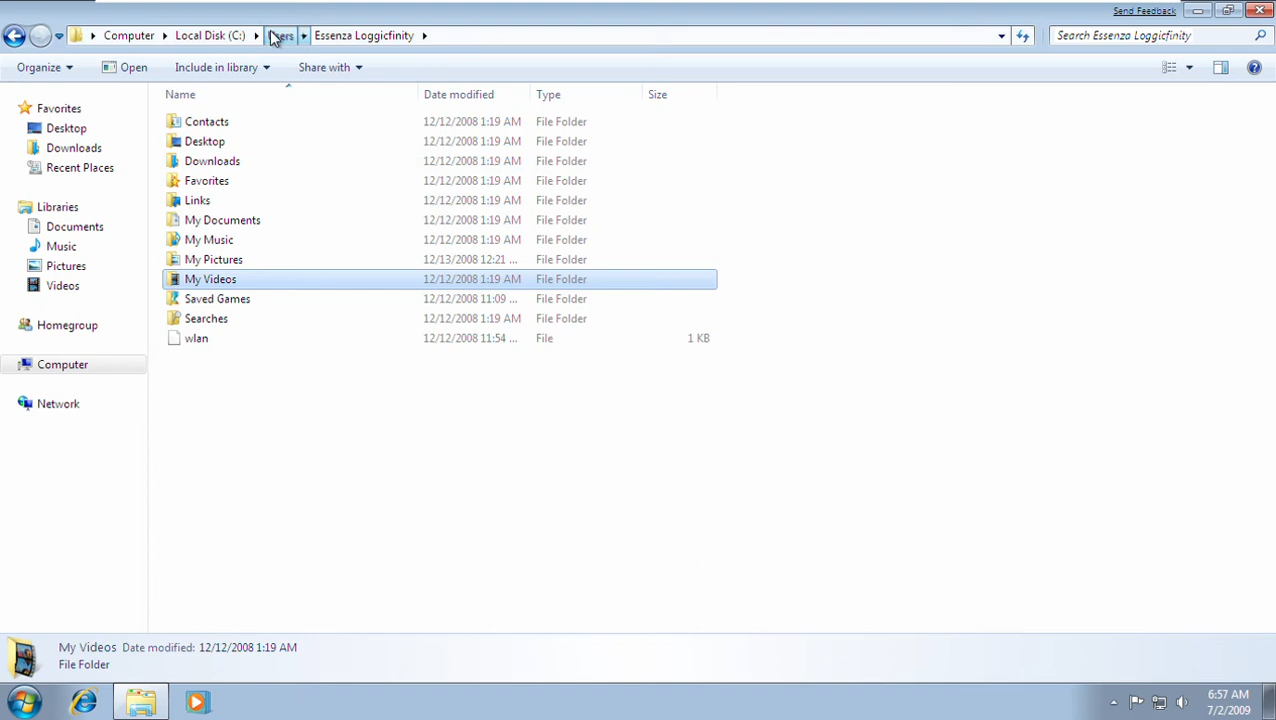 Send Feedback
Computer Local Disk (C:) Users Essenza Loggicfinity Search Essenza Loggicfinity
Organize Open Include in library Share with
Name Date modified Type Size
Favorites
Desktop
Downloads
Recent Places
Libraries
Documents
Music
Pictures
Videos
Homegroup
Computer
Network
Contacts 12/12/2008 1:19 AM File Folder
Desktop 12/12/2008 1:19 AM File Folder
Downloads 12/12/2008 1:19 AM File Folder
Favorites 12/12/2008 1:19 AM File Folder
Links 12/12/2008 1:19 AM File Folder
My Documents 12/12/2008 1:19 AM File Folder
My Music 12/12/2008 1:19 AM File Folder
My Pictures 12/13/2008 12:21 ... File Folder
My Videos 12/12/2008 1:19 AM File Folder
Saved Games 12/12/2008 11:09 ... File Folder
Searches 12/12/2008 1:19 AM File Folder
wlan 12/12/2008 11:54 ... File 1 KB
My Videos Date modified: 12/12/2008 1:19 AM
File Folder
6:57 AM
7/2/2009